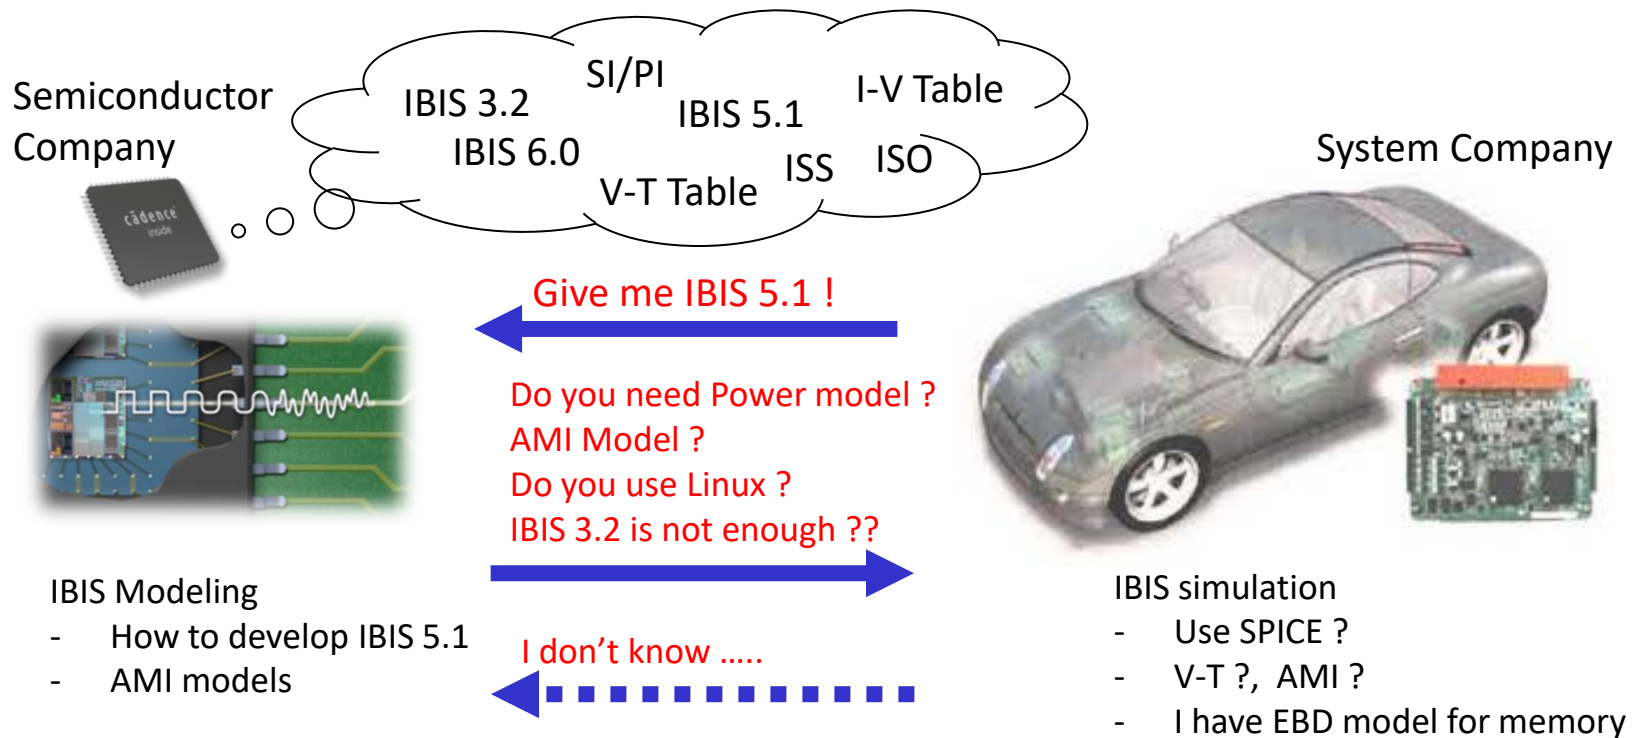 Semiconductor
Company
SI/PI
IBIS 3.2
IBIS 5.1
I-V Table
IBIS 6.0
ISS
ISO
V-T Table
System Company
cādence
inside
Give me IBIS 5.1 !
Do you need Power model ?
AMI Model ?
Do you use Linux ?
IBIS 3.2 is not enough ??
I don’t know …..
IBIS Modeling
- How to develop IBIS 5.1
- AMI models
IBIS simulation
- Use SPICE ?
- V-T ?, AMI ?
- I have EBD model for memory